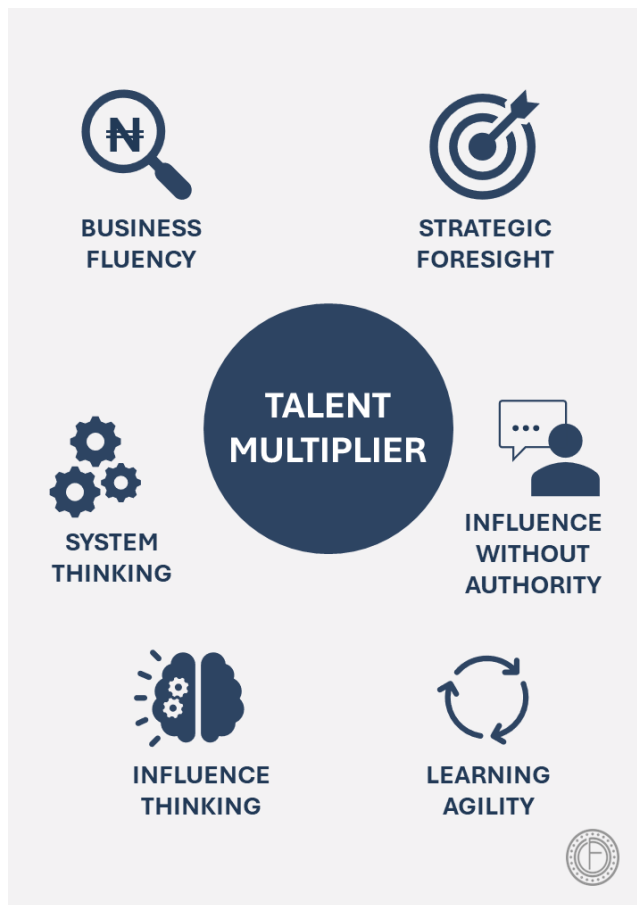 ₦
BUSINESS
FLUENCY
STRATEGIC
FORESIGHT
TALENT
MULTIPLIER
SYSTEM
THINKING
INFLUENCE
WITHOUT
AUTHORITY
INFLUENCE
THINKING
LEARNING
AGILITY